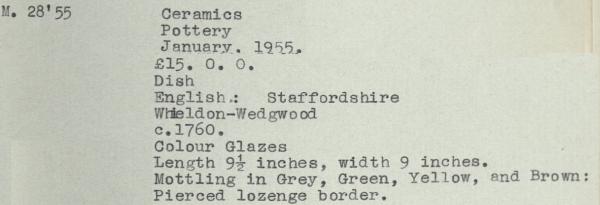 M. 28'55 Ceramics
Pottery
January. 1955.
£15. 0. 0.
Dish
English.: Staffordshire
Wheildon-Wedgwood
c.1760.
Colour Glazes
Length 9½ inches, width 9 inches.
Mottling in Grey, Green, Yellow, and Brown:
Pierced lozenge border.